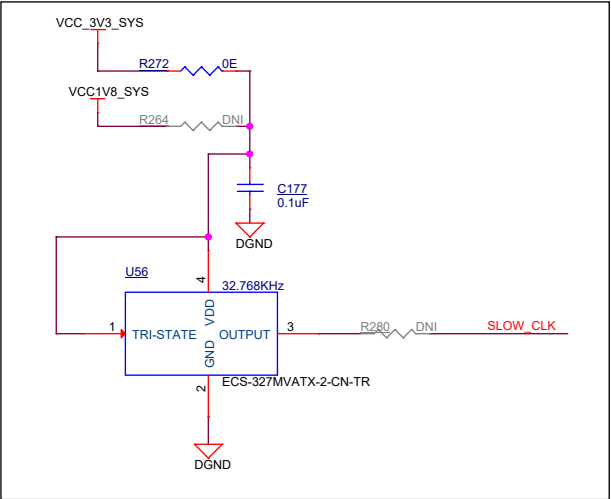 VCC_3V3_SYS
R272 0E
VCC1V8_SYS
R264 DNI
C177
0.1uF
DGND
U56
4
32.768KHz
1
TRI-STATE
VDD
GND
OUTPUT
3
R280 DNI
SLOW_CLK
2
ECS-327MVATX-2-CN-TR
DGND